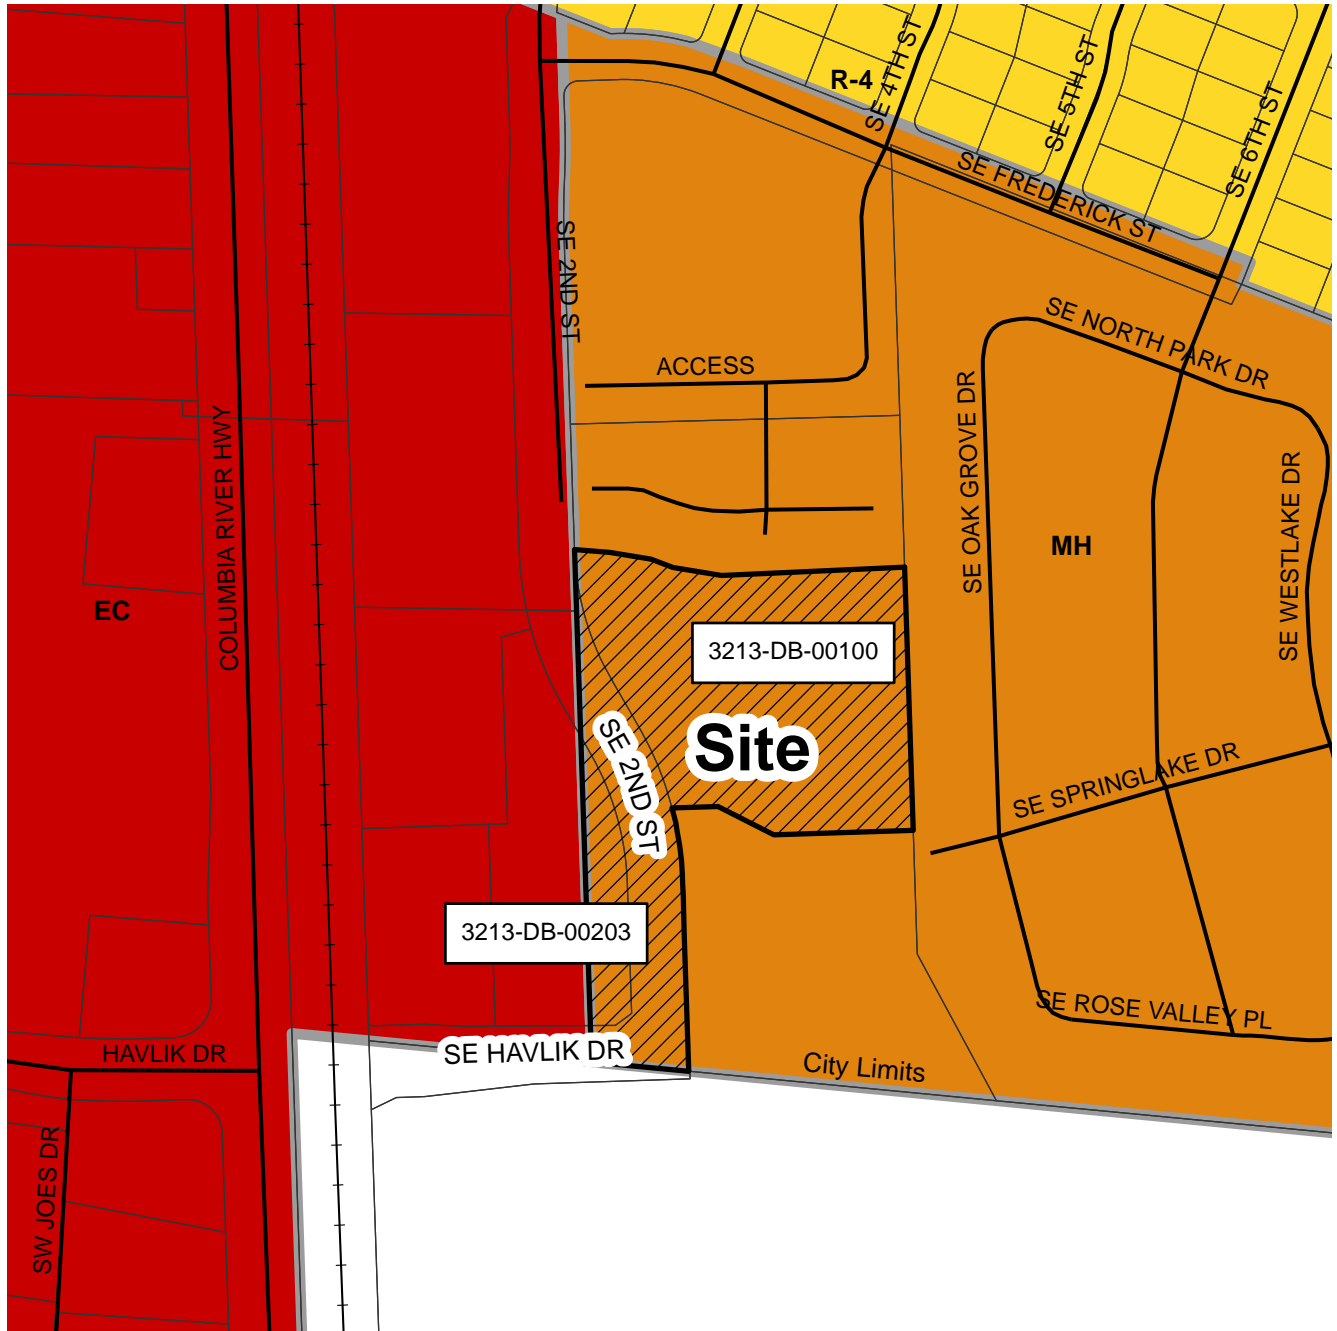 R-4
SE 4TH ST
SE 5TH ST
SE 6TH ST
SE FREDERICK ST
SE 2ND ST
SE NORTH PARK DR
ACCESS
SE OAK GROVE DR
COLUMBIA RIVER HWY
SE WESTLAKE DR
MH
EC
3213-DB-00100
Site
SE 2ND ST
SE SPRINGLAKE DR
3213-DB-00203
SE ROSE VALLEY PL
HAVLIK DR
SE HAVLIK DR
City Limits
SW JOES DR